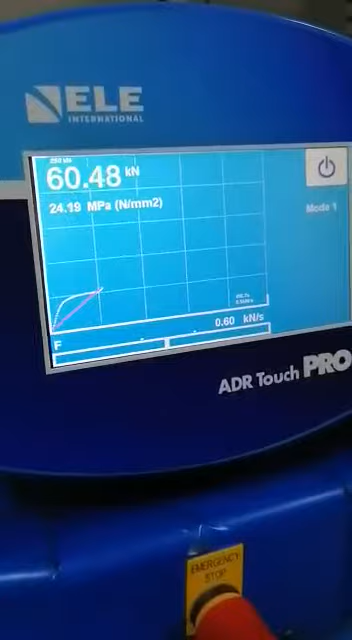 ELE
INTERNATIONAL
60.48 kN
24.19 MPa (N/mm2)
Mode 1
0.60 kN/s
F
ADR Touch PRO
EMERGENCY
STOP